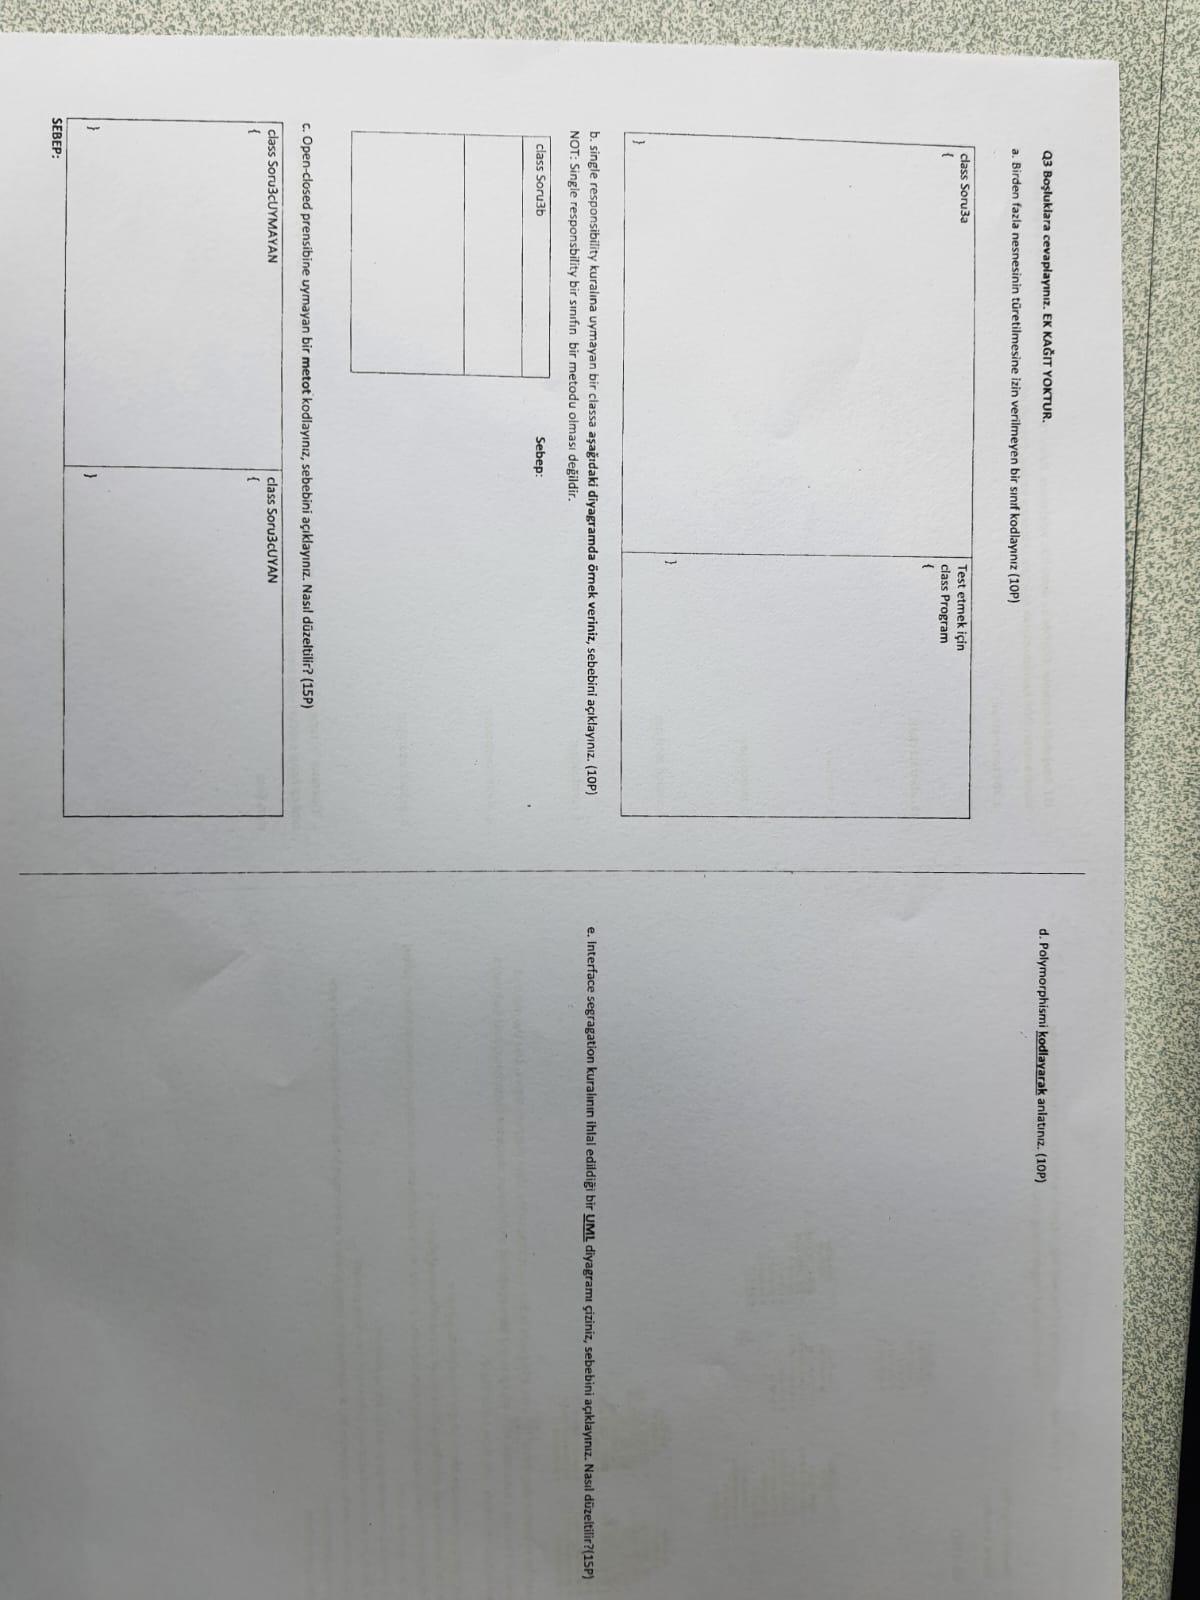 Q3 Boşluklara cevaplayınız. EK KAĞIT YOKTUR.
a. Birden fazla nesnesinin türetilmesine izin verilmeyen bir sınıf kodlayınız (10P)
class Soru3a
{
}
Test etmek için
class Program
{
}
b. single responsibility kuralına uymayan bir classa aşağıdaki diyagramda örnek veriniz, sebebini açıklayınız. (10P)
NOT: Single responsbility bir sınıfın bir metodu olması değildir.
class Soru3b
Sebep:
c. Open-closed prensibine uymayan bir metot kodlayınız, sebebini açıklayınız. Nasıl düzeltilir? (15P)
class Soru3cUYMAYAN
{
}
class Soru3cUYAN
{
}
SEBEP:
d. Polymorphismi kodlayarak anlatınız. (10P)
e. Interface segragation kuralının ihlal edildiği bir UML diyagramı çiziniz, sebebini açıklayınız. Nasıl düzeltilir?(15P)